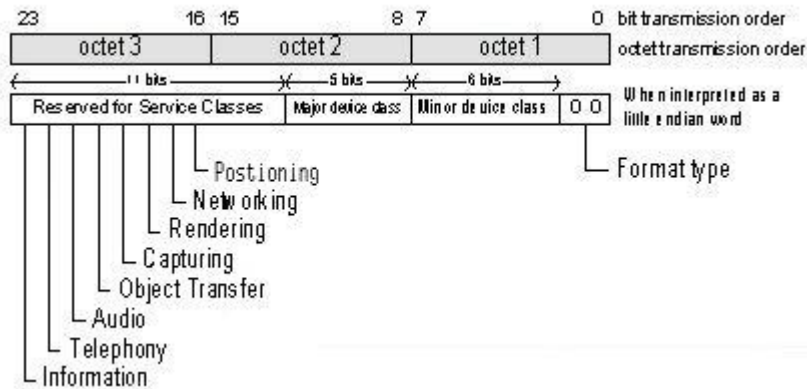 23 16 15 8 7 0 bit transmission order
octet 3 octet 2 octet 1 octet transmission order
11 bits 5 bits 6 bits
Reserved for Service Classes Major device class Minor device class 0 0 When interpreted as a
little endian word
Postioning Format type
Networking
Rendering
Capturing
Object Transfer
Audio
Telephony
Information